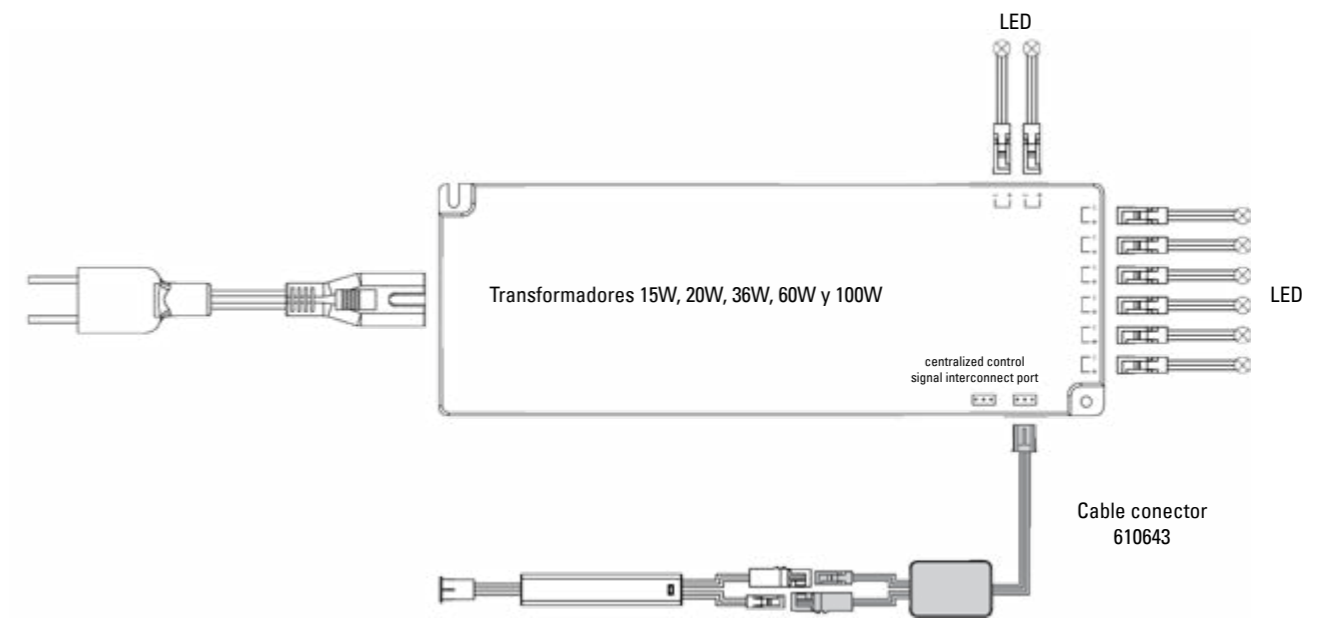 LED
Transformadores 15W, 20W, 36W, 60W y 100W
LED
centralized control
signal interconnect port
Cable conector
610643